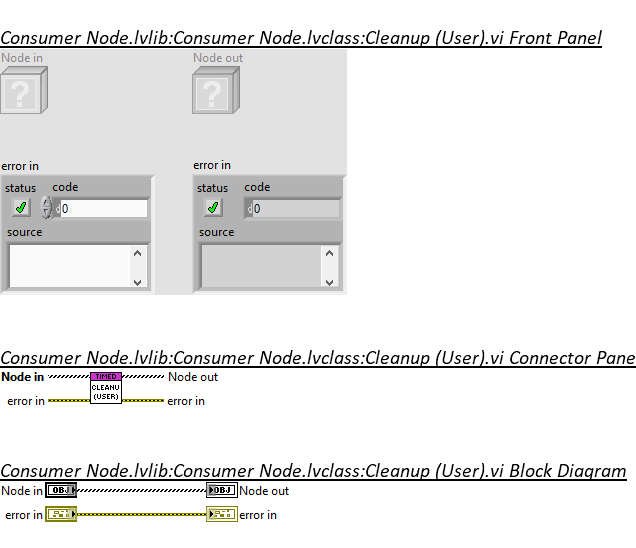 Consumer Node.lvlib:Consumer Node.lvclass:Cleanup (User).vi Front Panel
Node in Node out
? ?
error in error in
status code status code
d 0 d 0
source source
Consumer Node.lvlib:Consumer Node.lvclass:Cleanup (User).vi Connector Pane
Node in TIMED Node out
CLEANU
error in (USER) error in
Consumer Node.lvlib:Consumer Node.lvclass:Cleanup (User).vi Block Diagram
Node in OBJ OBJ Node out
error in error in